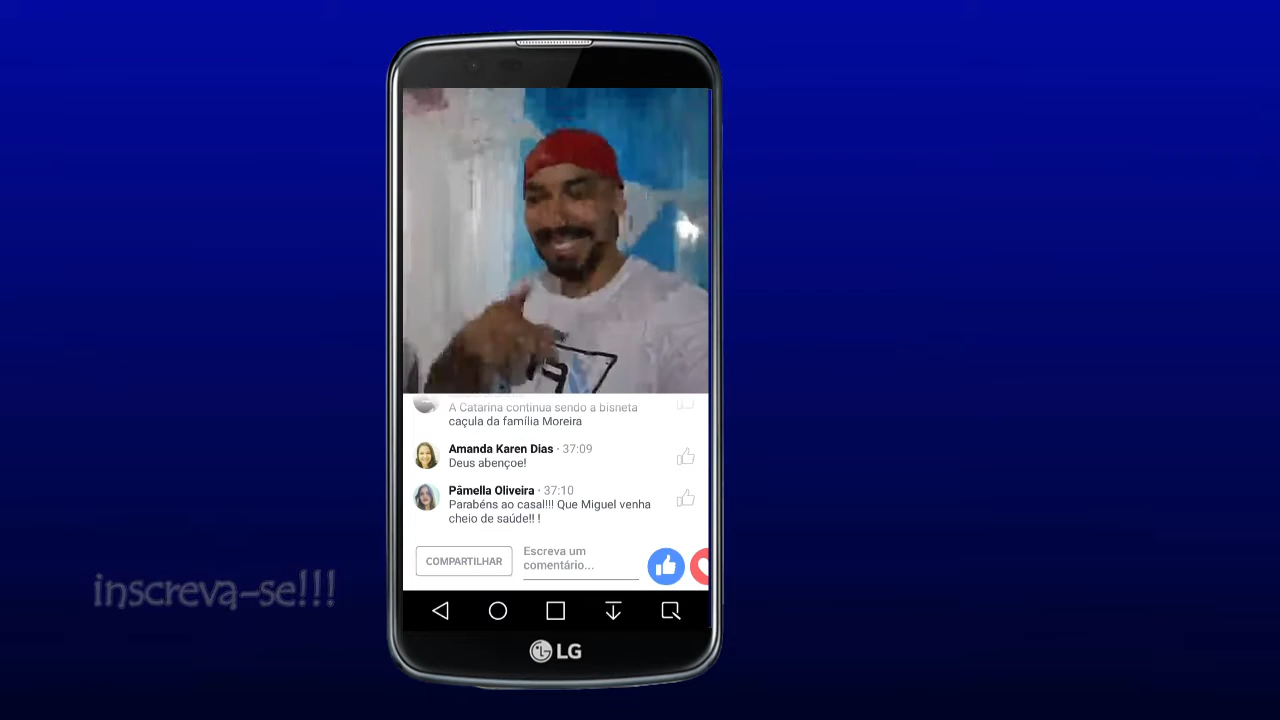 A Catarina continua sendo a bisneta
caçula da família Moreira
Amanda Karen Dias · 37:09
Deus abençoe!
Pâmella Oliveira · 37:10
Parabéns ao casal!!! Que Miguel venha
cheio de saúde!! !
COMPARTILHAR
Escreva um
comentário...
inscreva-se!!!
LG